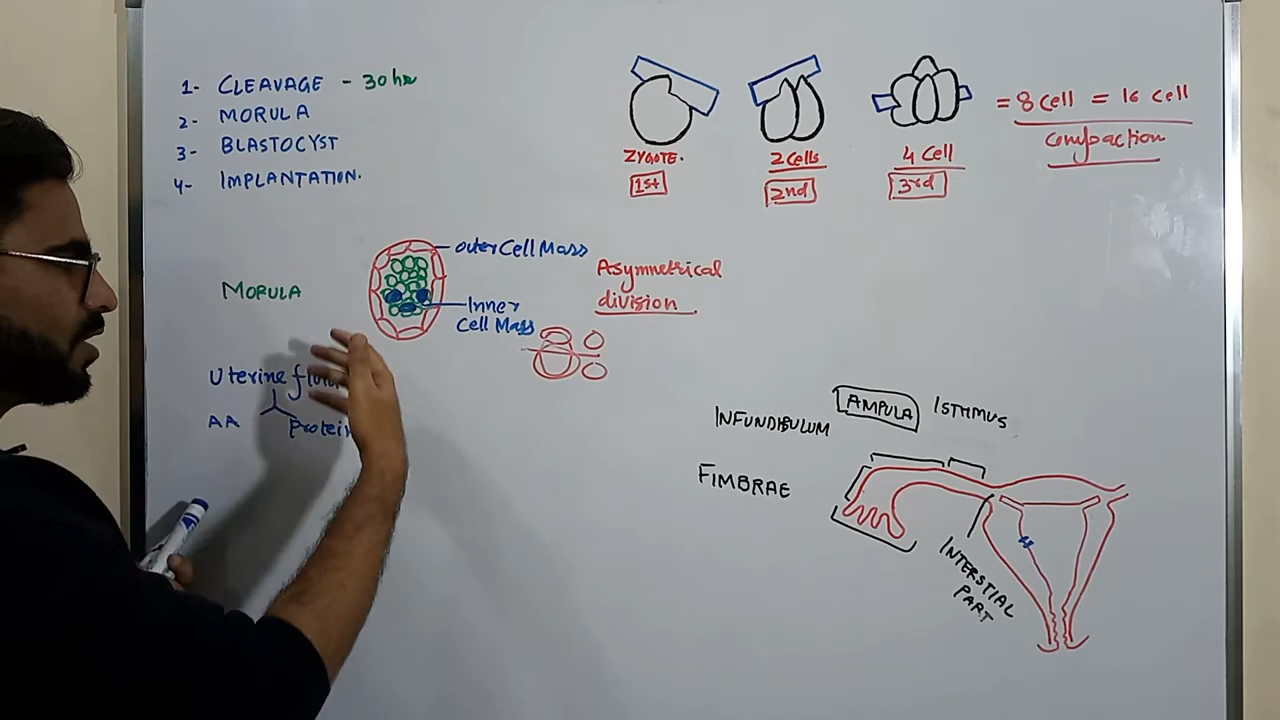 1- CLEAVAGE - 30 hr
2- MORULA
3- BLASTOCYST
4- IMPLANTATION.
ZYGOTE.
1st
2 Cells
2nd
4 Cell
3rd
= 8 Cell = 16 Cell
compaction
MORULA
outer Cell Mass
Inner
Cell Mass
Asymmetrical
division
Uterine
AA
Protein
INFUNDIBULUM
AMPULA
ISTHMUS
FIMBRAE
INTERSTIAL
PART